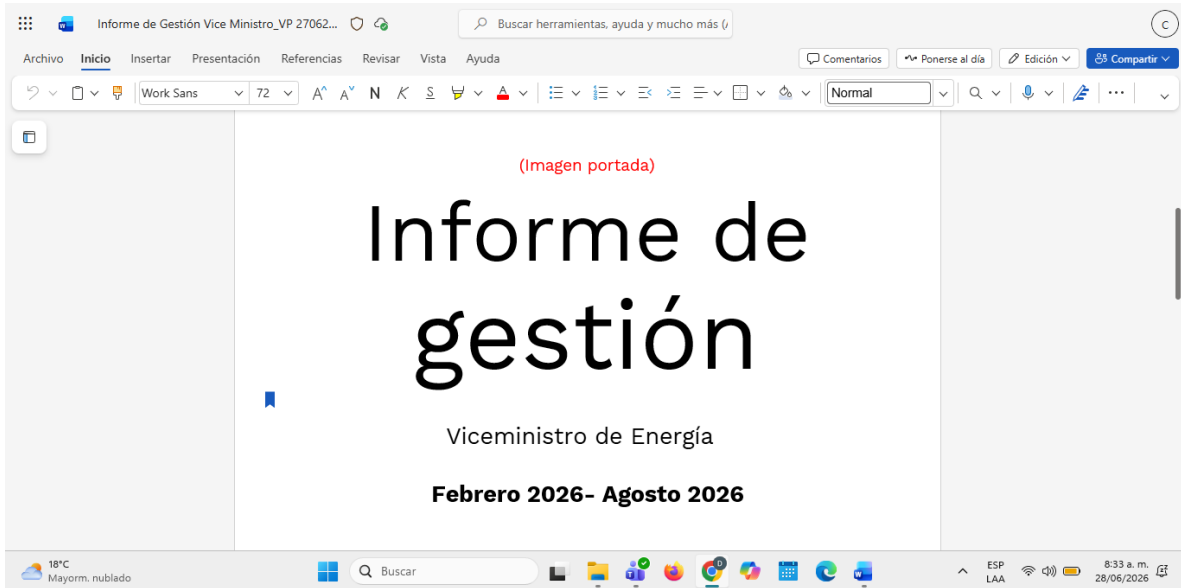 Informe de Gestión Vice Ministro_VP 27062...
Buscar herramientas, ayuda y mucho más (/
C
Archivo Inicio Insertar Presentación Referencias Revisar Vista Ayuda
Comentarios Ponerse al día Edición Compartir
Work Sans 72 A A N K S A Normal
(Imagen portada)
Informe de
gestión
Viceministro de Energía
Febrero 2026- Agosto 2026
18°C
Mayorm. nublado
Buscar
D
ESP
LAA
8:33 a. m.
28/06/2026